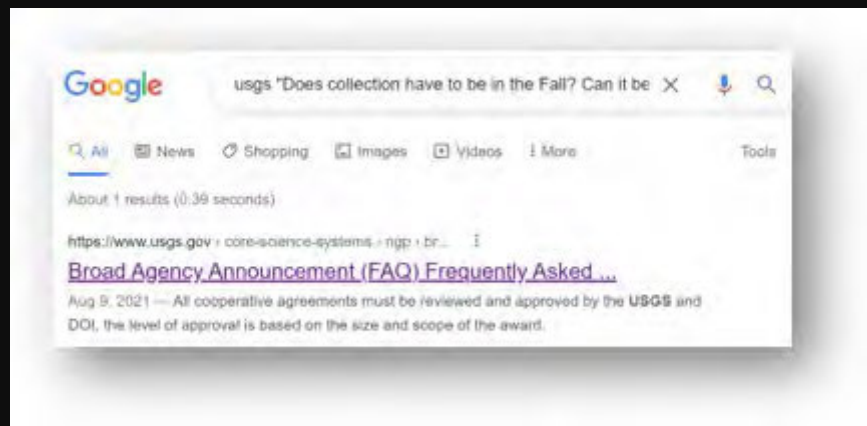 Google
usgs "Does collection have to be in the Fall? Can it be
All News Shopping Images Videos More Tools
About 1 results (0.39 seconds)
https://www.usgs.gov › core-science-systems › ngp › br...
Broad Agency Announcement (FAQ) Frequently Asked ...
Aug 9, 2021 — All cooperative agreements must be reviewed and approved by the USGS and
DOI, the level of approval is based on the size and scope of the award.